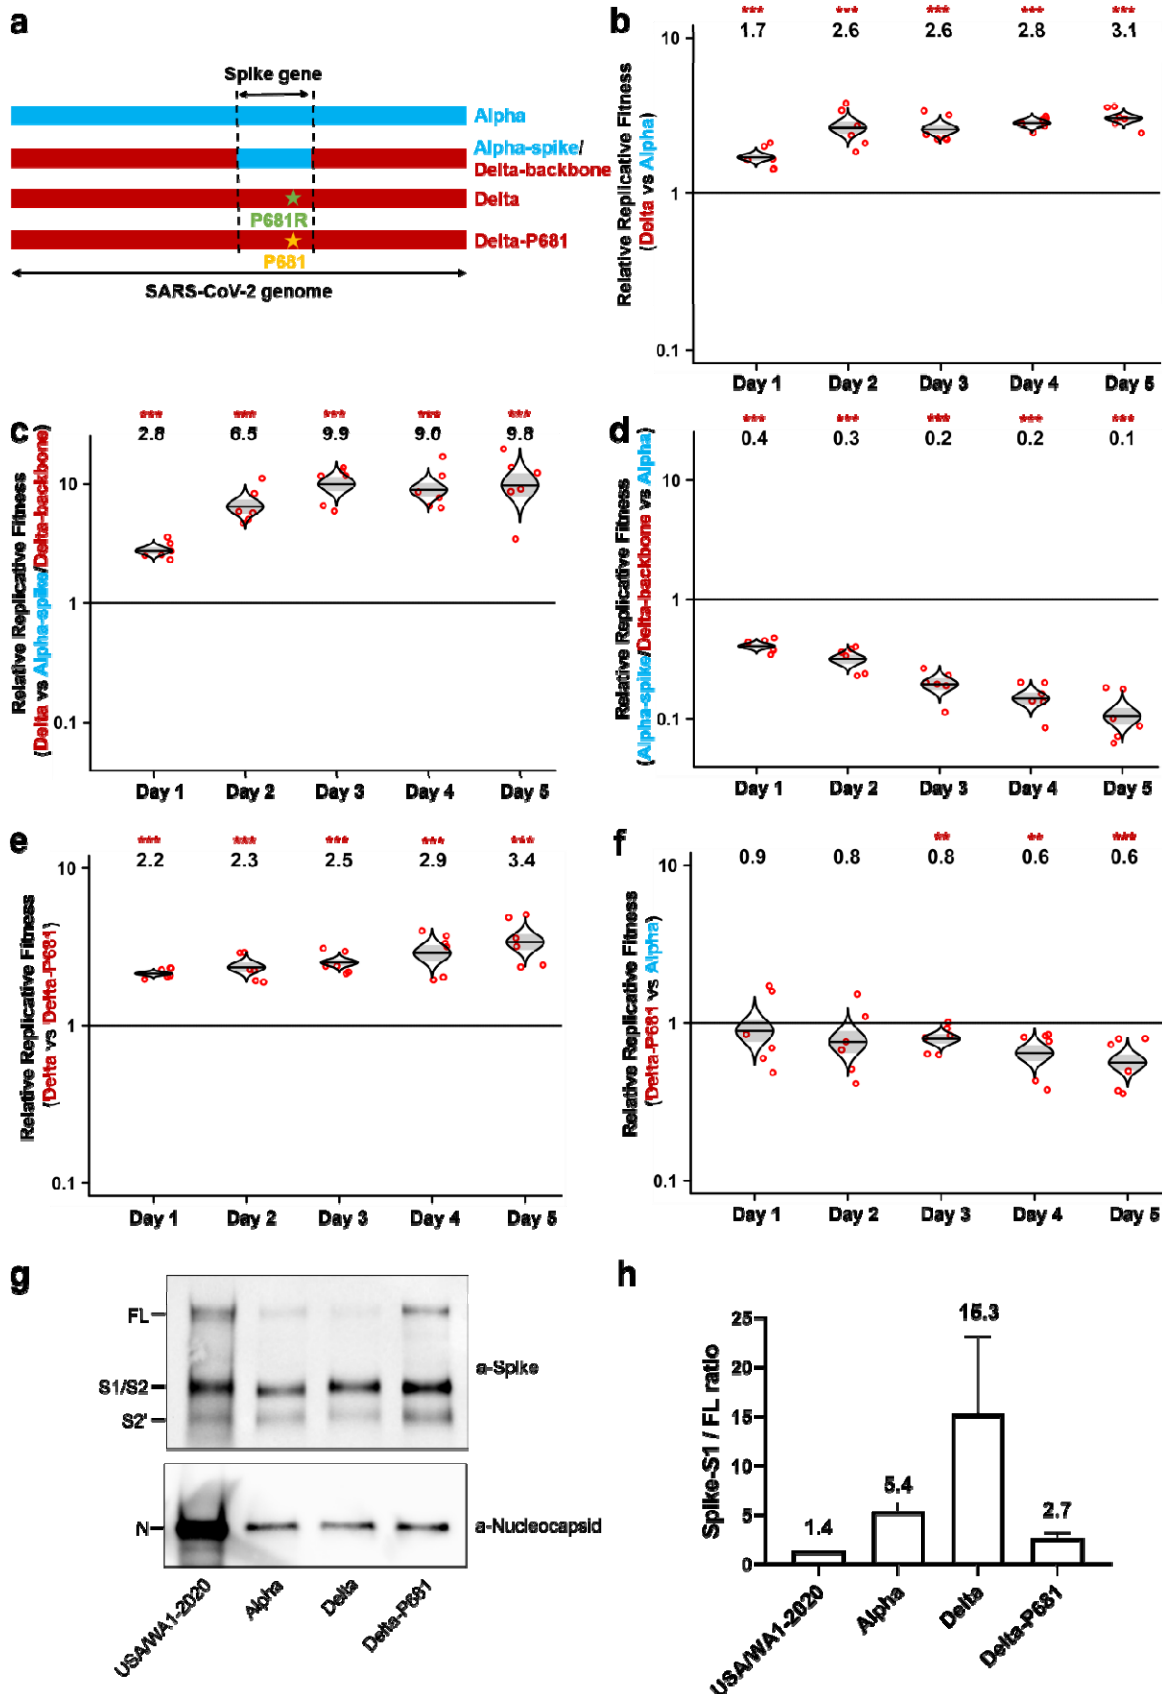 a
Spike gene
Alpha
Alpha-spike/
Delta-backbone
Delta
P681R
Delta-P681
P681
SARS-CoV-2 genome
b
*** *** *** *** ***
1.7 2.6 2.6 2.8 3.1
Relative Replicative Fitness
(Delta vs Alpha)
10
1
0.1
Day 1 Day 2 Day 3 Day 4 Day 5
c
*** *** *** *** ***
2.8 6.5 9.9 9.0 9.8
Relative Replicative Fitness
(Delta vs Alpha-spike/Delta-backbone)
10
1
0.1
Day 1 Day 2 Day 3 Day 4 Day 5
d
*** *** *** *** ***
0.4 0.3 0.2 0.2 0.1
Relative Replicative Fitness
(Alpha-spike/Delta-backbone vs Alpha)
10
1
0.1
Day 1 Day 2 Day 3 Day 4 Day 5
e
*** *** *** *** ***
2.2 2.3 2.5 2.9 3.4
Relative Replicative Fitness
(Delta vs Delta-P681)
10
1
0.1
Day 1 Day 2 Day 3 Day 4 Day 5
f
** ** ***
0.9 0.8 0.8 0.6 0.6
Relative Replicative Fitness
(Delta-P681 vs Alpha)
10
1
0.1
Day 1 Day 2 Day 3 Day 4 Day 5
g
FL
S1/S2
S2'
a-Spike
N
a-Nucleocapsid
USA/WA1-2020 Alpha Delta Delta-P681
h
Spike-S1 / FL ratio
25
20
15
10
5
0
1.4 5.4 15.3 2.7
USA/WA1-2020 Alpha Delta Delta-P681